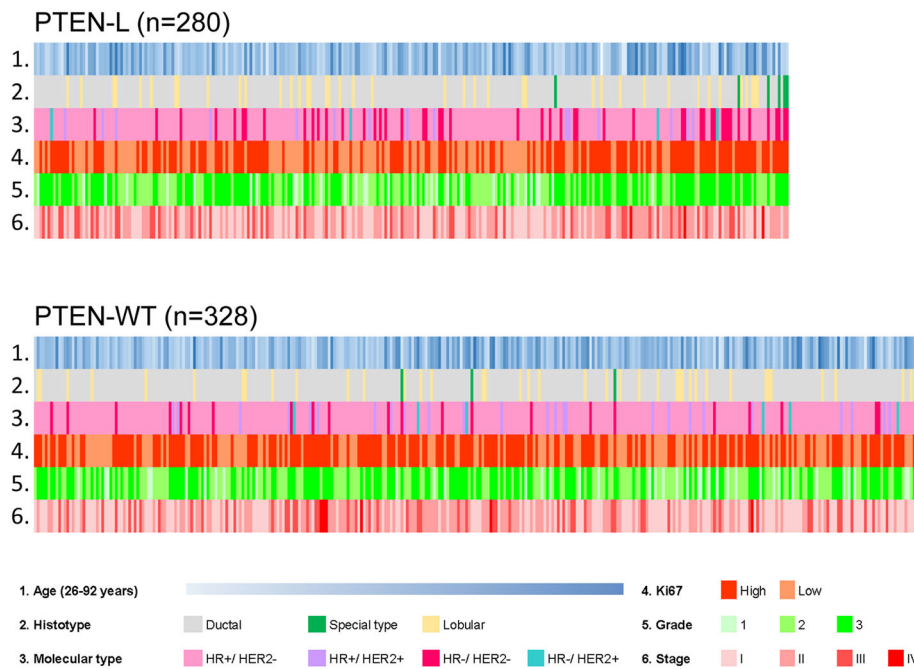 PTEN-L (n=280)
1.
2.
3.
4.
5.
6.
PTEN-WT (n=328)
1.
2.
3.
4.
5.
6.
1. Age (26-92 years)
4. Ki67 High Low
2. Histotype Ductal Special type Lobular
5. Grade 1 2 3
3. Molecular type HR+/ HER2- HR+/ HER2+ HR-/ HER2- HR-/ HER2+
6. Stage I II III IV